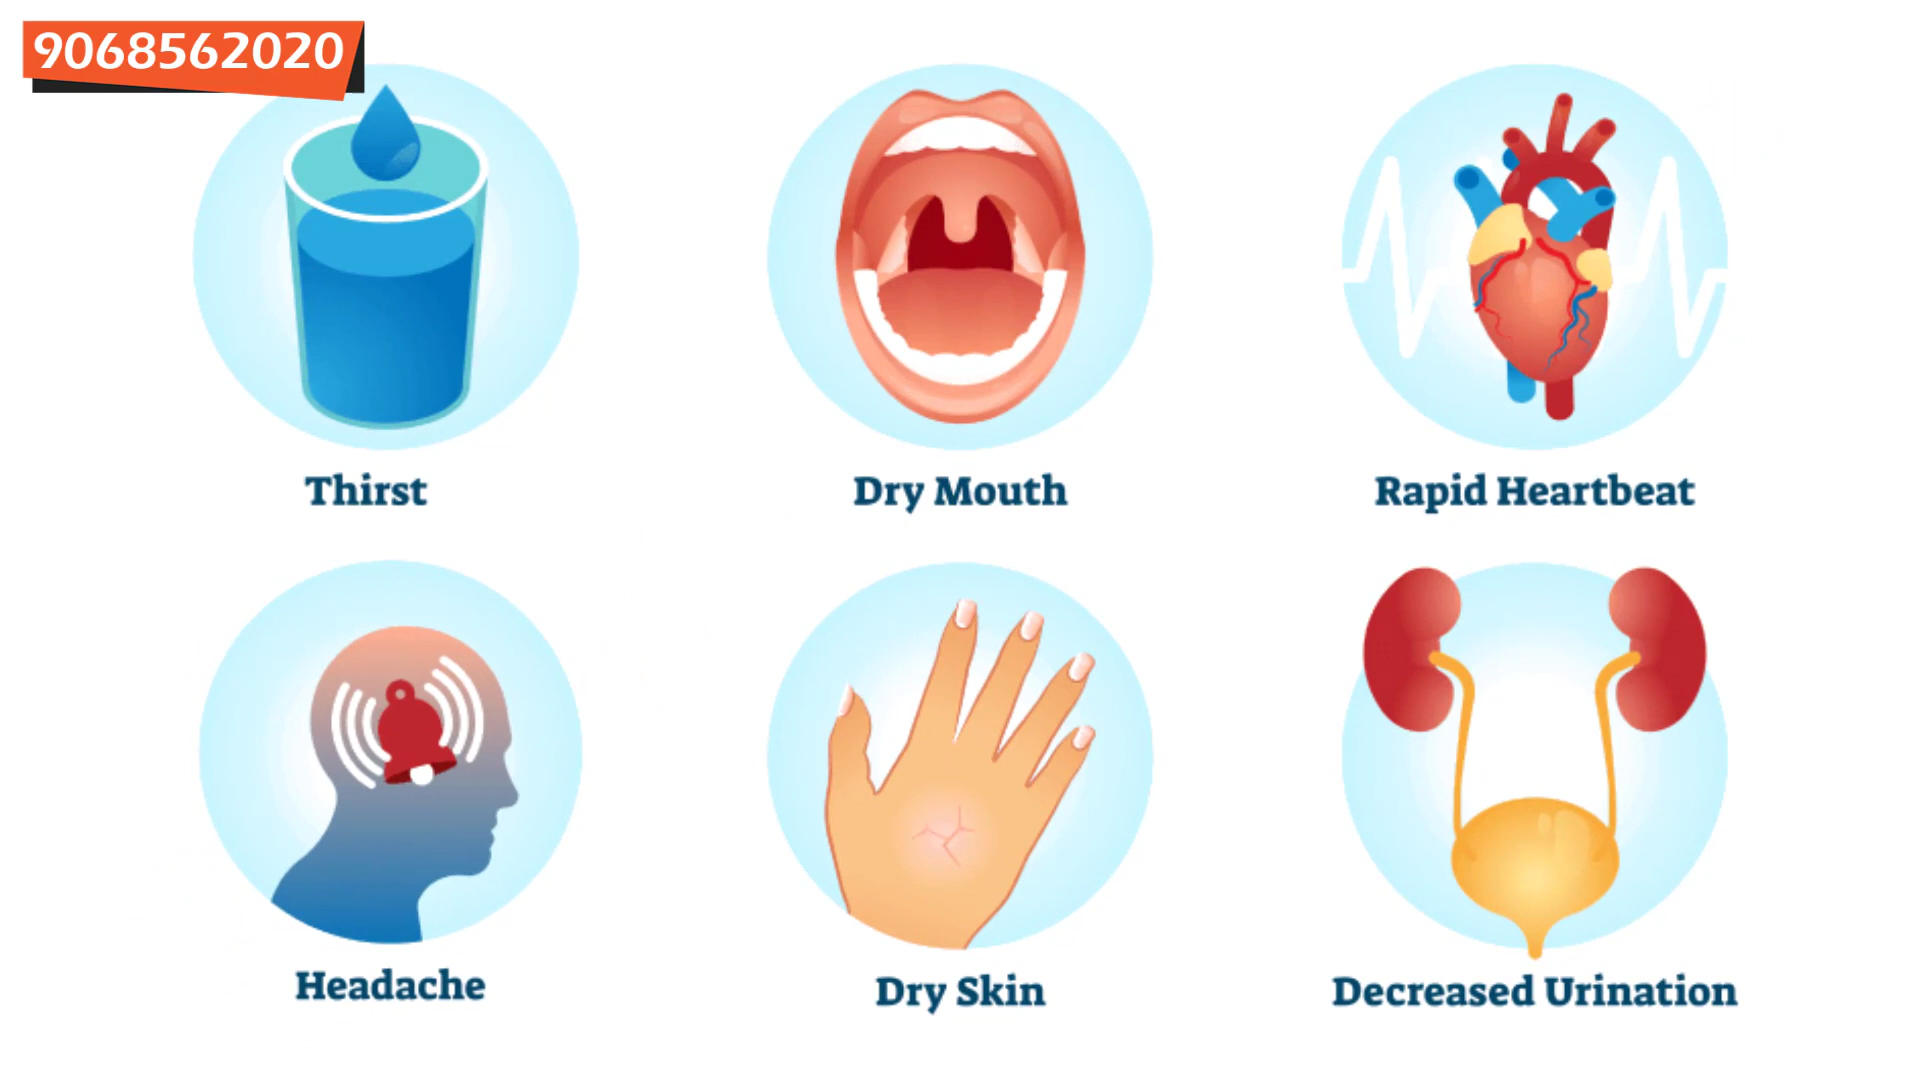 9068562020
Thirst
Dry Mouth
Rapid Heartbeat
Headache
Dry Skin
Decreased Urination